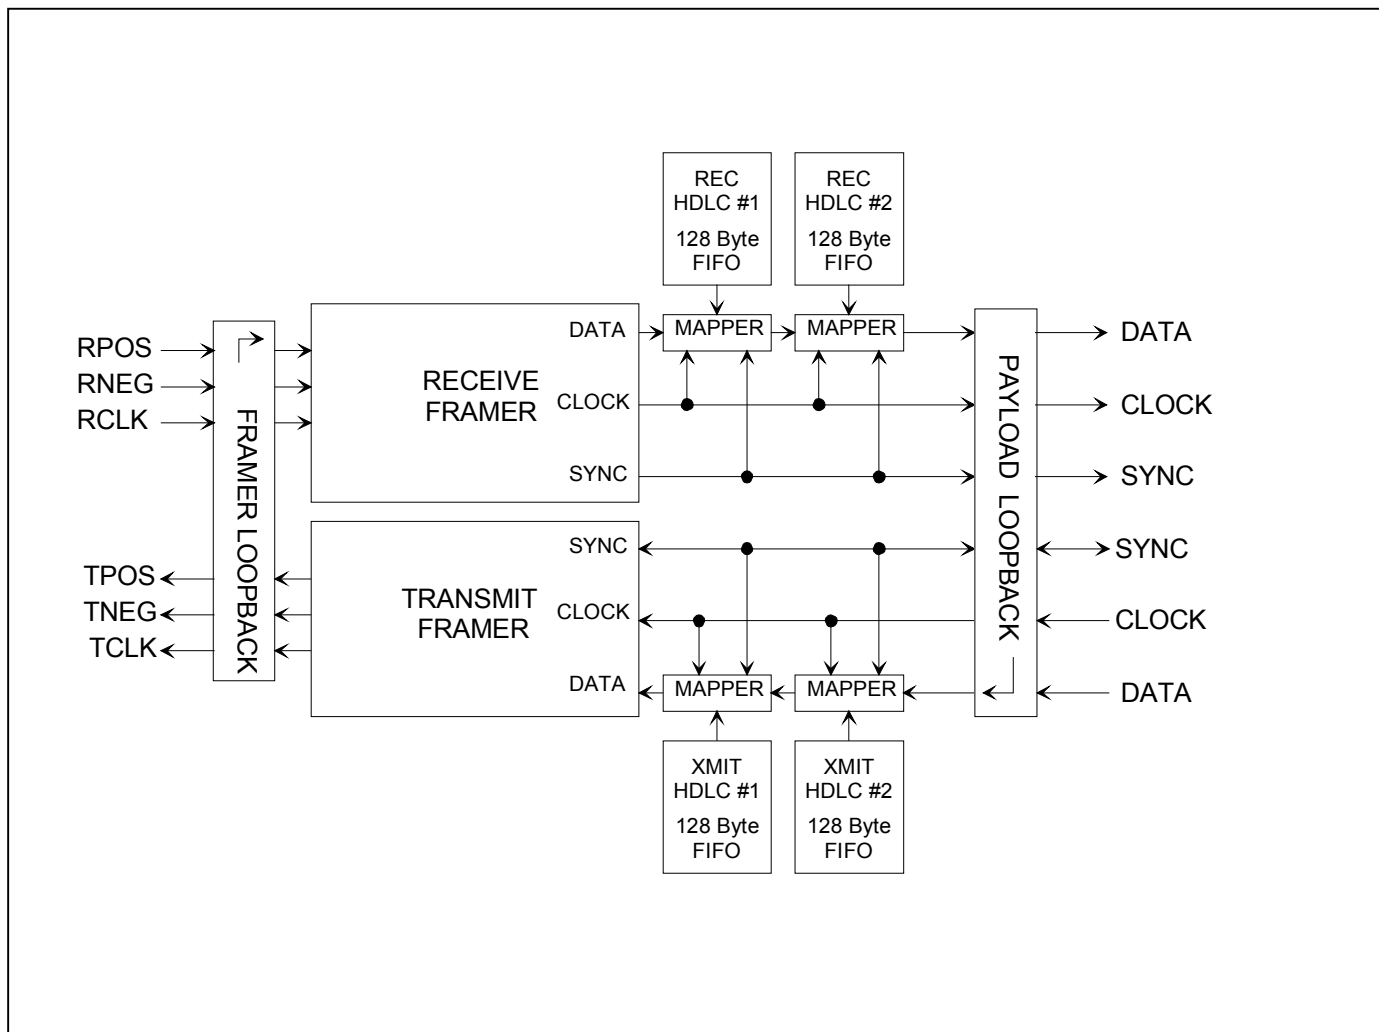 REC
HDLC #1
128 Byte
FIFO
REC
HDLC #2
128 Byte
FIFO
RPOS
RNEG
RCLK
FRAMER LOOPBACK
RECEIVE
FRAMER
DATA
CLOCK
SYNC
MAPPER
MAPPER
PAYLOAD LOOPBACK
DATA
CLOCK
SYNC
TPOS
TNEG
TCLK
TRANSMIT
FRAMER
SYNC
CLOCK
DATA
MAPPER
MAPPER
SYNC
CLOCK
DATA
XMIT
HDLC #1
128 Byte
FIFO
XMIT
HDLC #2
128 Byte
FIFO